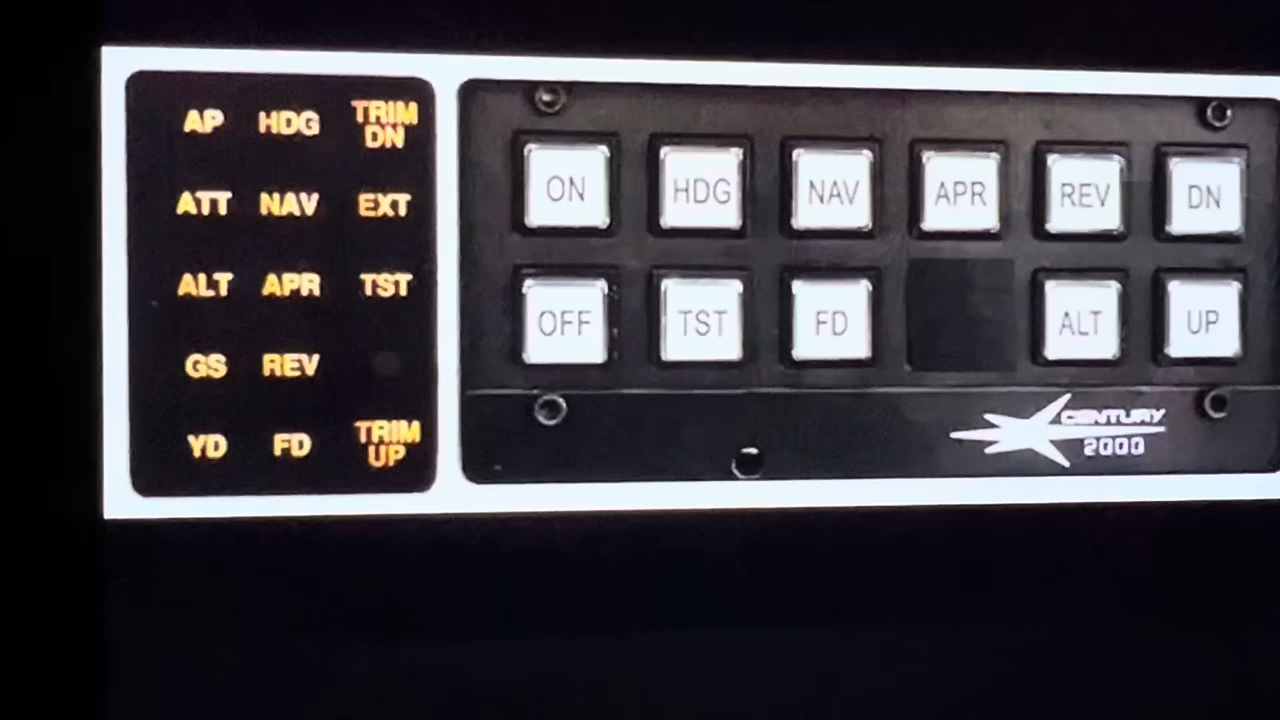 AP HDG TRIM DN
ATT NAV EXT
ALT APR TST
GS REV
YD FD TRIM UP
ON HDG NAV APR REV DN
OFF TST FD ALT UP
CENTURY
2000